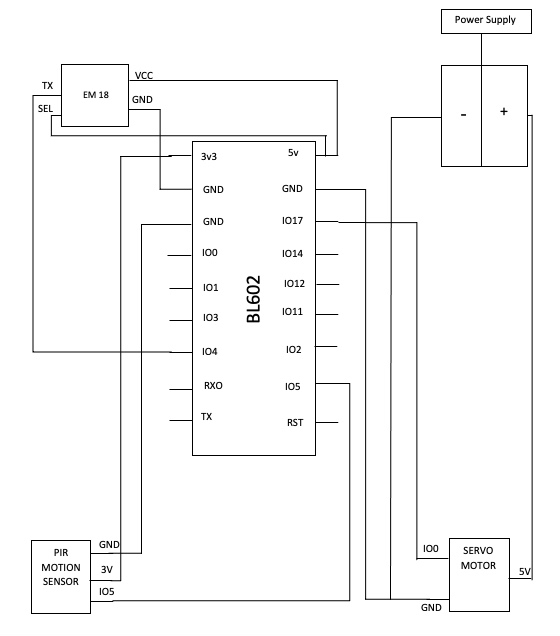 Power Supply
VCC
TX
EM 18
GND
SEL
-
+
3v3
5v
GND
GND
GND
IO17
IO0
IO14
IO1
IO12
IO3
IO11
BL602
IO4
IO2
RXO
IO5
TX
RST
GND
PIR
MOTION
SENSOR
3V
IO5
IO0
SERVO
MOTOR
5V
GND